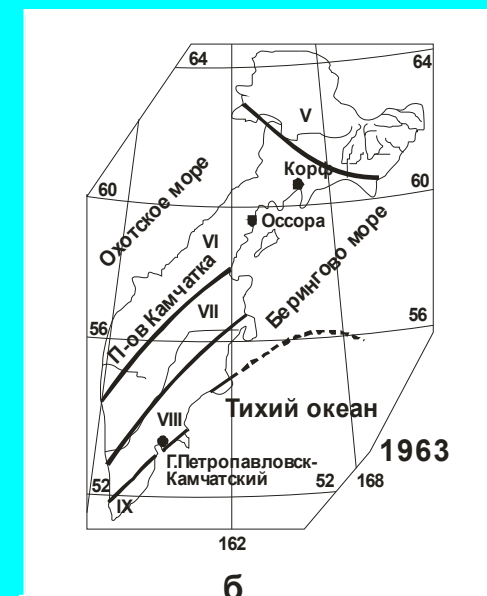 64
64
V
Корф
60
60
Охотское море
Оссора
VI
Берингово море
П-ов Камчатка
VII
56
56
Тихий океан
VIII
1963
Г.Петропавловск-
Камчатский
52
52
168
IX
162
б